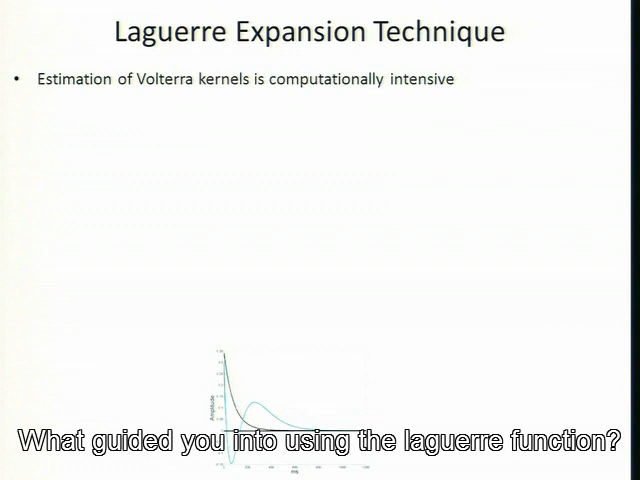 Laguerre Expansion Technique
• Estimation of Volterra kernels is computationally intensive
Amplitude
ms
What guided you into using the laguerre function?